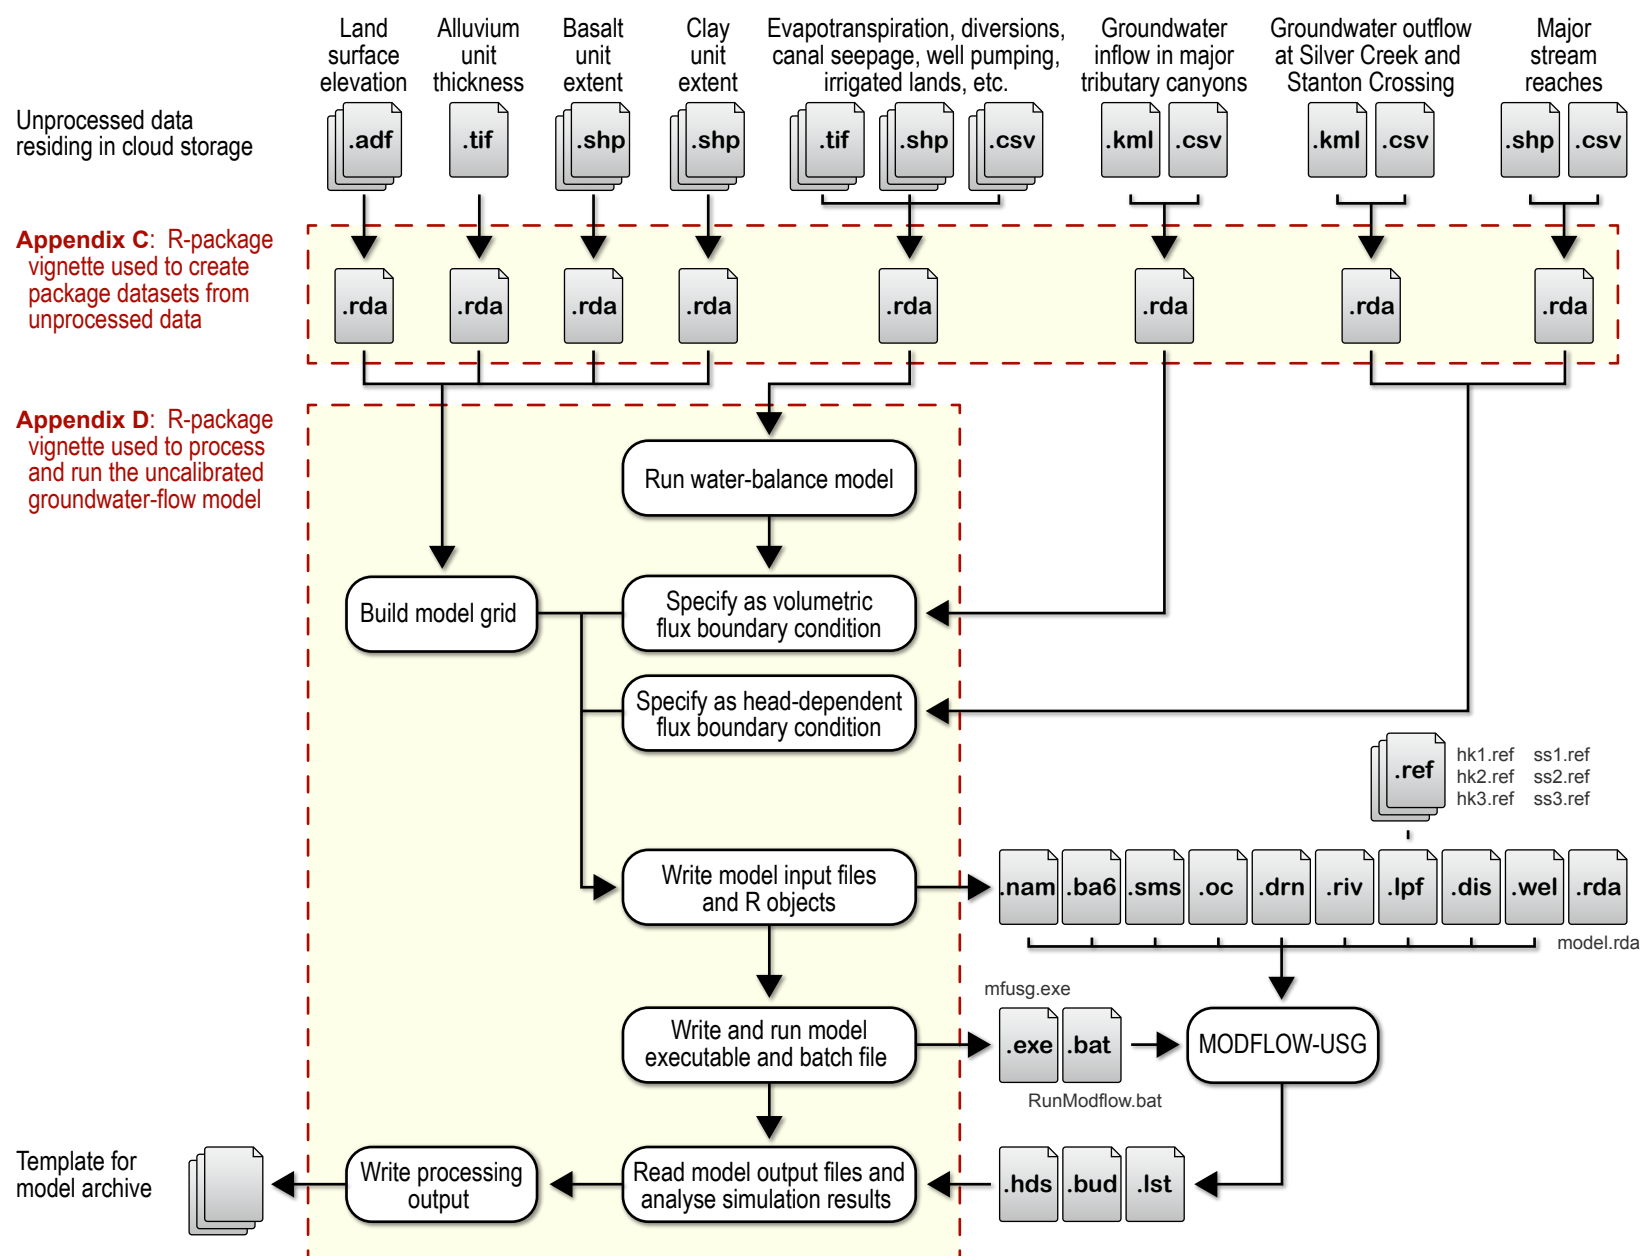 Land
surface
elevation
Alluvium
unit
thickness
Basalt
unit
extent
Clay
unit
extent
Evapotranspiration, diversions,
canal seepage, well pumping,
irrigated lands, etc.
Groundwater
inflow in major
tributary canyons
Groundwater outflow
at Silver Creek and
Stanton Crossing
Major
stream
reaches
Unprocessed data
residing in cloud storage
.adf
.tif
.shp
.shp
.tif
.shp
.csv
.kml
.csv
.kml
.csv
.shp
.csv
Appendix C: R-package
vignette used to create
package datasets from
unprocessed data
.rda
.rda
.rda
.rda
.rda
.rda
.rda
.rda
Appendix D: R-package
vignette used to process
and run the uncalibrated
groundwater-flow model
Run water-balance model
Build model grid
Specify as volumetric
flux boundary condition
Specify as head-dependent
flux boundary condition
.ref
hk1.ref ss1.ref
hk2.ref ss2.ref
hk3.ref ss3.ref
Write model input files
and R objects
.nam
.ba6
.sms
.oc
.drn
.riv
.lpf
.dis
.wel
.rda
model.rda
mfusg.exe
Write and run model
executable and batch file
.exe
.bat
MODFLOW-USG
RunModflow.bat
Template for
model archive
Write processing
output
Read model output files and
analyse simulation results
.hds
.bud
.lst